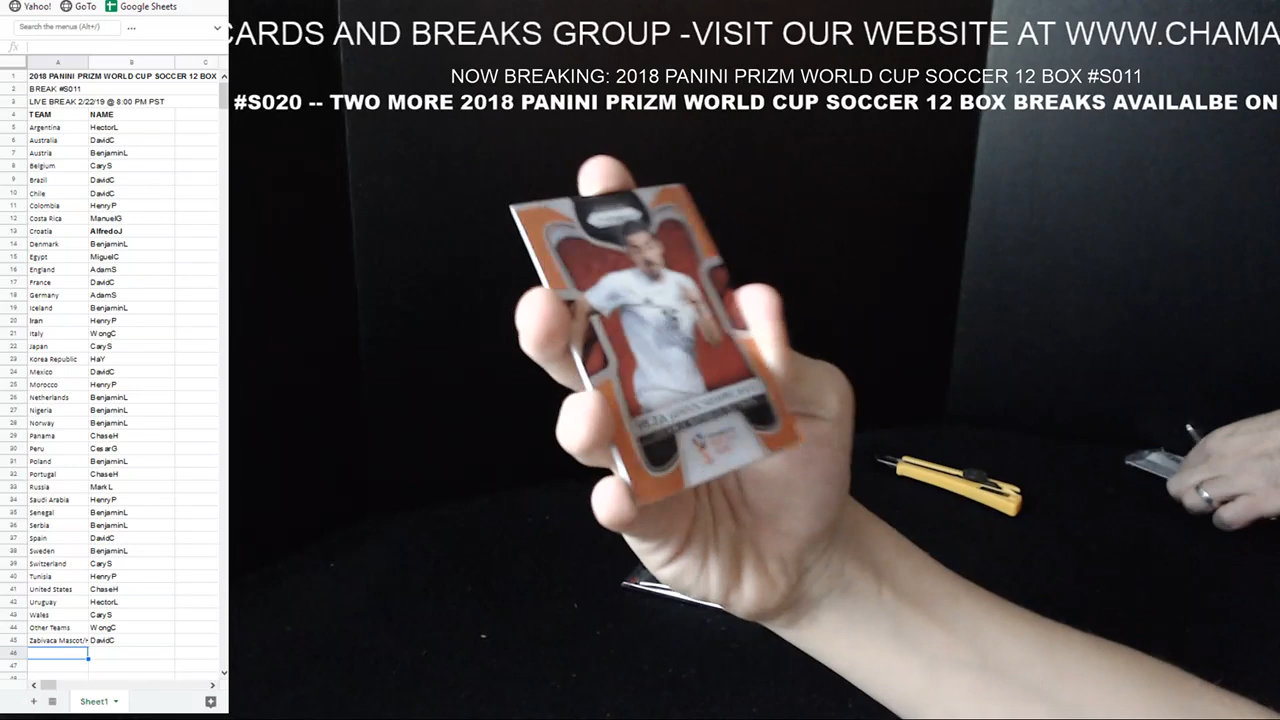 Yahoo! GoTo Google Sheets
Search the menus (Alt+/)
fx
A B C
1 2018 PANINI PRIZM WORLD CUP SOCCER 12 BOX
2 BREAK #S011
3 LIVE BREAK 2/22/19 @ 8:00 PM PST
4 TEAM NAME
5 Argentina HectorL
6 Australia DavidC
7 Austria BenjaminL
8 Belgium CaryS
9 Brazil DavidC
10 Chile DavidC
11 Colombia HenryP
12 Costa Rica ManuelG
13 Croatia AlfredoJ
14 Denmark BenjaminL
15 Egypt MiguelC
16 England AdamS
17 France DavidC
18 Germany AdamS
19 Iceland BenjaminL
20 Iran HenryP
21 Italy WongC
22 Japan CaryS
23 Korea Republic HaY
24 Mexico DavidC
25 Morocco HenryP
26 Netherlands BenjaminL
27 Nigeria BenjaminL
28 Norway BenjaminL
29 Panama ChaseH
30 Peru CesarG
31 Poland BenjaminL
32 Portugal ChaseH
33 Russia MarkL
34 Saudi Arabia HenryP
35 Senegal BenjaminL
36 Serbia BenjaminL
37 Spain DavidC
38 Sweden BenjaminL
39 Switzerland CaryS
40 Tunisia HenryP
41 United States ChaseH
42 Uruguay HectorL
43 Wales CaryS
44 Other Teams WongC
45 Zabivaca Mascot/ DavidC
46
47
Sheet1
CARDS AND BREAKS GROUP -VISIT OUR WEBSITE AT WWW.CHAMA
NOW BREAKING: 2018 PANINI PRIZM WORLD CUP SOCCER 12 BOX #S011
#S020 -- TWO MORE 2018 PANINI PRIZM WORLD CUP SOCCER 12 BOX BREAKS AVAILALBE ON